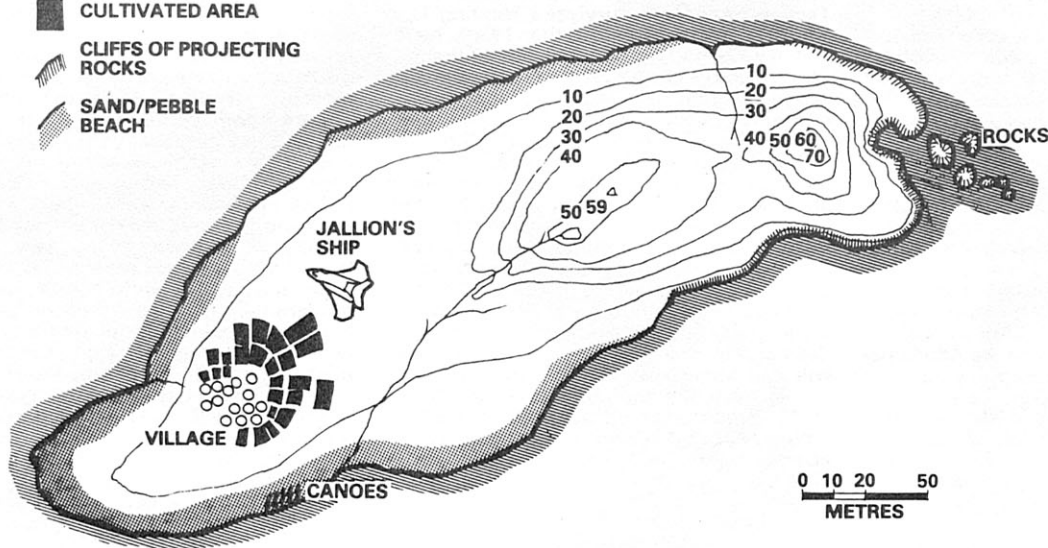 CULTIVATED AREA
CLIFFS OF PROJECTING
ROCKS
SAND/PEBBLE
BEACH
10
20
30
40
10
20
30
40 50 60
70
ROCKS
50 59
JALLION'S
SHIP
VILLAGE
CANOES
0 10 20 50
METRES